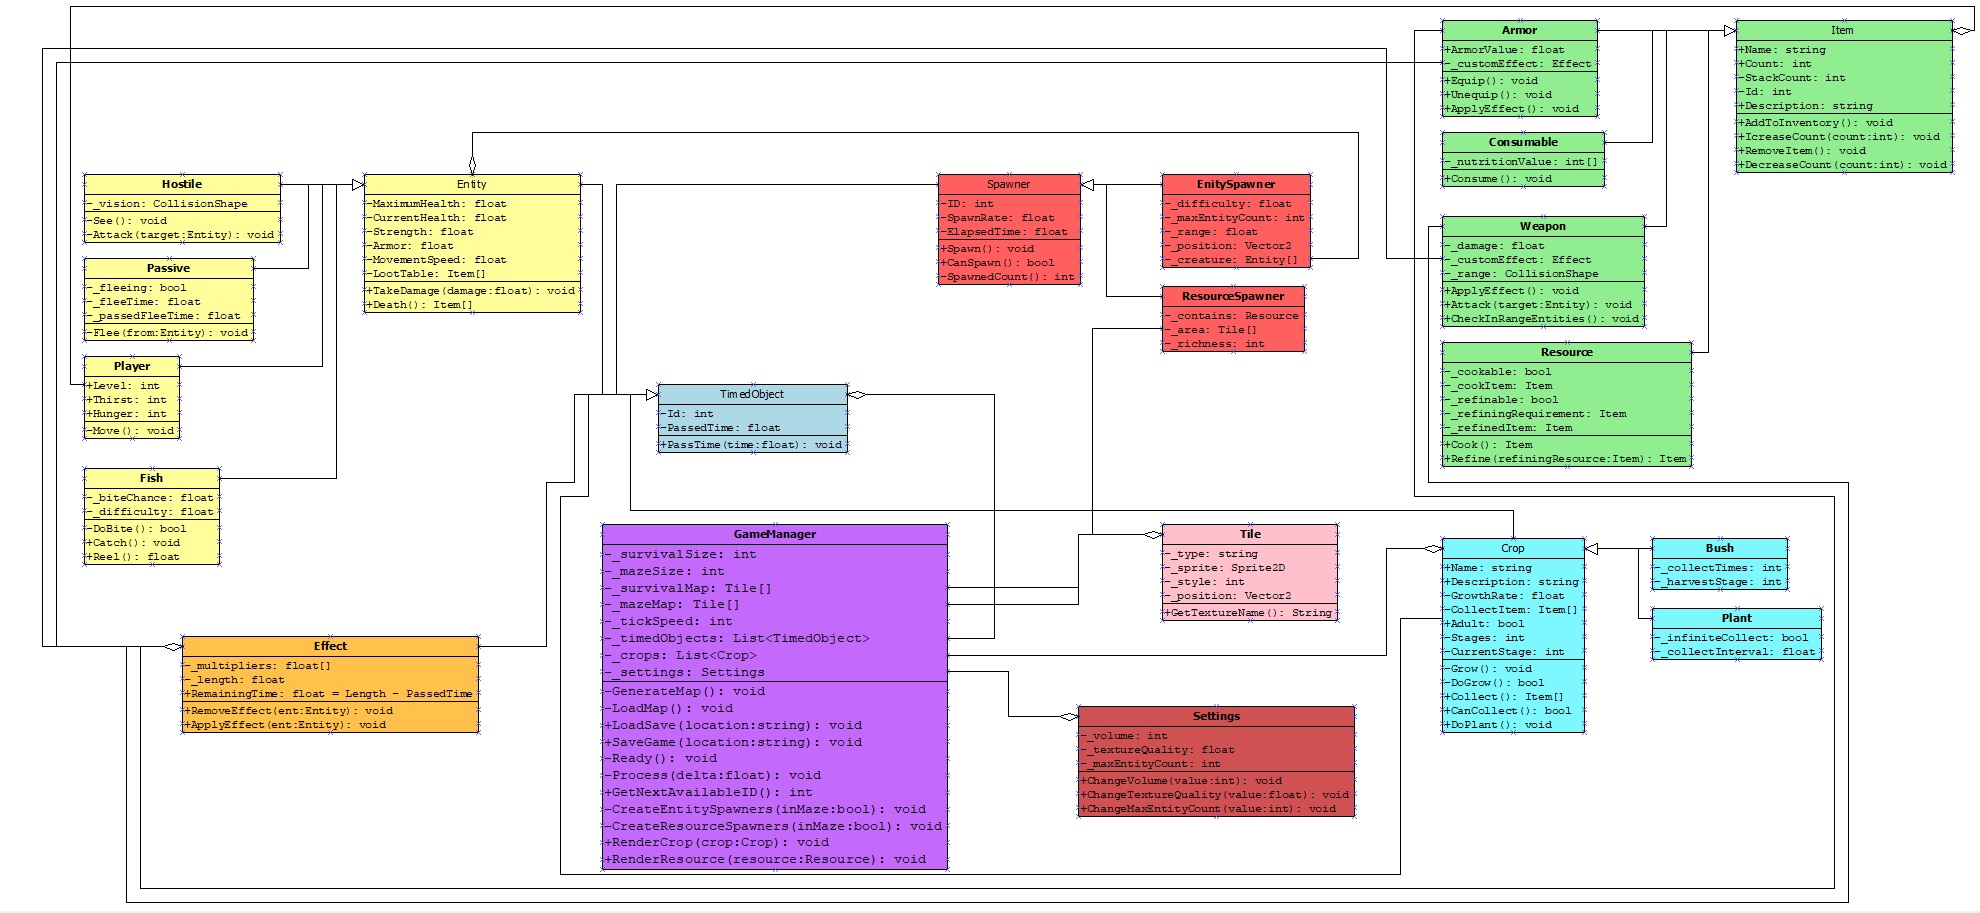 Armor
+ArmorValue: float
-_customEffect: Effect
+Equip(): void
+Unequip(): void
+ApplyEffect(): void
Item
+Name: string
+Count: int
-StackCount: int
-Id: int
+Description: string
+AddToInventory(): void
+IcreaseCount(count:int): void
+RemoveItem(): void
+DecreaseCount(count:int): void
Consumable
-_nutritionValue: int[]
+Consume(): void
Hostile
-_vision: CollisionShape
-See(): void
-Attack(target:Entity): void
Entity
-MaximumHealth: float
-CurrentHealth: float
-Strength: float
-Armor: float
-MovementSpeed: float
-LootTable: Item[]
+TakeDamage(damage:float): void
+Death(): Item[]
Spawner
-ID: int
-SpawnRate: float
-ElapsedTime: float
+Spawn(): void
+CanSpawn(): bool
-SpawnedCount(): int
EnitySpawner
-_difficulty: float
-_maxEntityCount: int
-_range: float
-_position: Vector2
-_creature: Entity[]
Weapon
-_damage: float
-_customEffect: Effect
-_range: CollisionShape
+ApplyEffect(): void
+Attack(target:Entity): void
+CheckInRangeEntities(): void
Passive
-_fleeing: bool
-_fleeTime: float
-_passedFleeTime: float
-Flee(from:Entity): void
ResourceSpawner
-_contains: Resource
-_area: Tile[]
-_richness: int
Resource
-_cookable: bool
-_cookItem: Item
-_refinable: bool
-_refiningRequirement: Item
-_refinedItem: Item
+Cook(): Item
+Refine(refiningResource:Item): Item
Player
+Level: int
+Thirst: int
+Hunger: int
-Move(): void
TimedObject
-Id: int
-PassedTime: float
+PassTime(time:float): void
Fish
-_biteChance: float
-_difficulty: float
-DoBite(): bool
+Catch(): void
+Reel(): float
GameManager
-_survivalSize: int
-_mazeSize: int
-_survivalMap: Tile[]
-_mazeMap: Tile[]
-_tickSpeed: int
-_timedObjects: List<TimedObject>
-_crops: List<Crop>
-_settings: Settings
-GenerateMap(): void
-LoadMap(): void
+LoadSave(location:string): void
+SaveGame(location:string): void
-Ready(): void
-Process(delta:float): void
+GetNextAvailableID(): int
-CreateEntitySpawners(inMaze:bool): void
-CreateResourceSpawners(inMaze:bool): void
+RenderCrop(crop:Crop): void
+RenderResource(resource:Resource): void
Tile
-_type: string
-_sprite: Sprite2D
-_style: int
-_position: Vector2
+GetTextureName(): String
Crop
+Name: string
+Description: string
-GrowthRate: float
-CollectItem: Item[]
+Adult: bool
-Stages: int
-CurrentStage: int
-Grow(): void
-DoGrow(): bool
+Collect(): Item[]
+CanCollect(): bool
+DoPlant(): void
Bush
-_collectTimes: int
-_harvestStage: int
Plant
-_infiniteCollect: bool
-_collectInterval: float
Effect
-_multipliers: float[]
-_length: float
+RemainingTime: float = Length - PassedTime
+RemoveEffect(ent:Entity): void
+ApplyEffect(ent:Entity): void
Settings
-_volume: int
-_textureQuality: float
-_maxEntityCount: int
+ChangeVolume(value:int): void
+ChangeTextureQuality(value:float): void
+ChangeMaxEntityCount(value:int): void